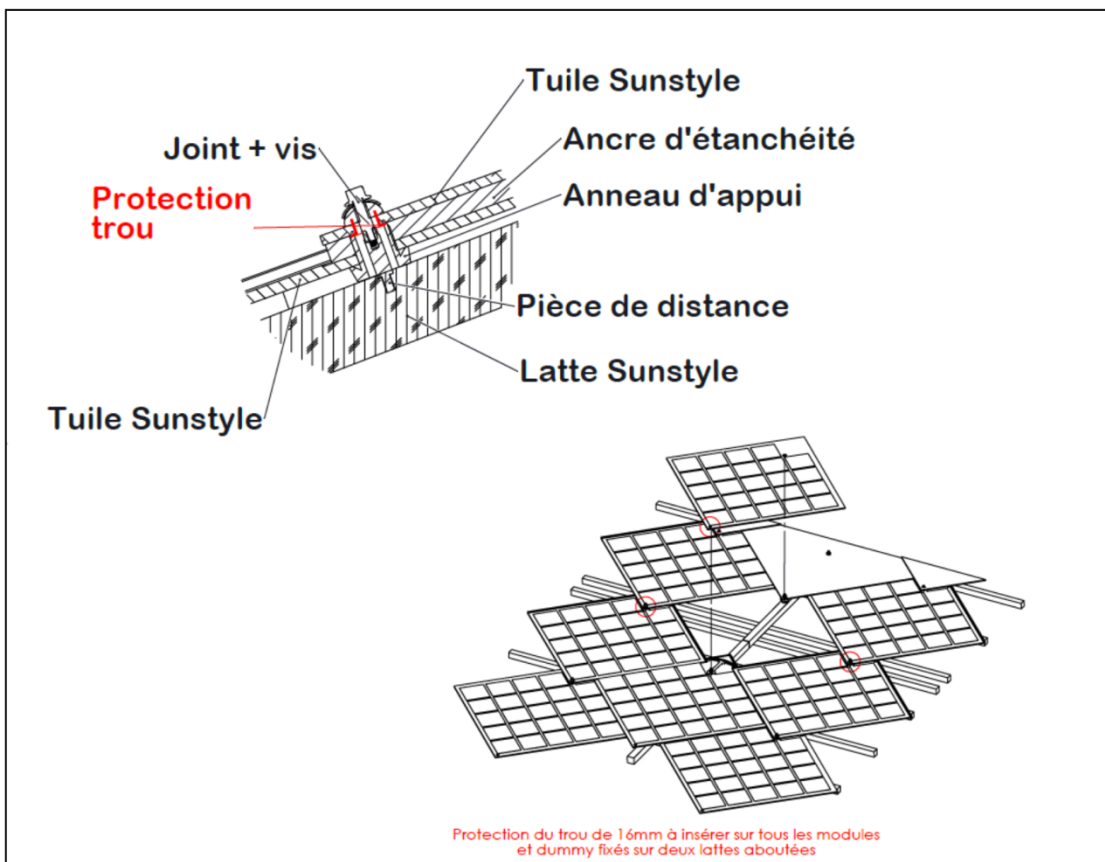 Tuile Sunstyle
Joint + vis
Ancre d'étanchéité
Protection
trou
Anneau d'appui
Pièce de distance
Latte Sunstyle
Tuile Sunstyle
Protection du trou de 16mm à insérer sur tous les modules
et dummy fixés sur deux lattes aboutées